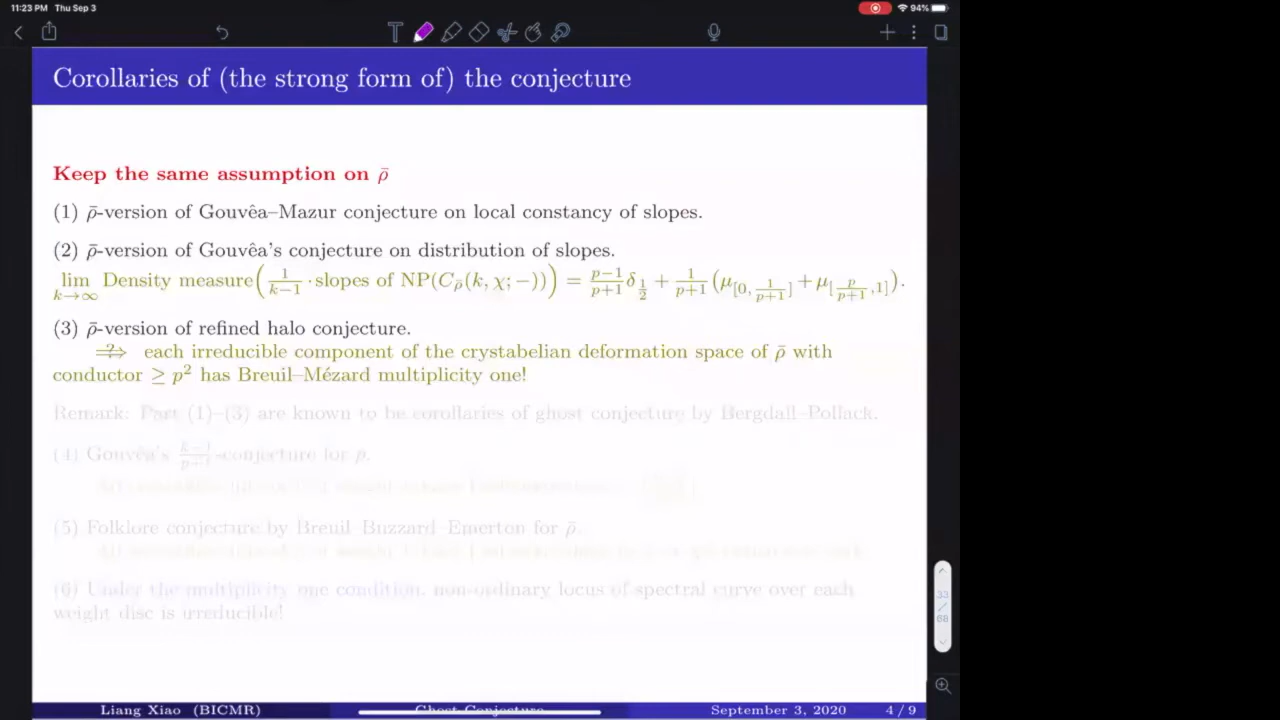 11:23 PM Thu Sep 3
94%
Corollaries of (the strong form of) the conjecture
Keep the same assumption on ρ̄
(1) ρ̄-version of Gouvêa–Mazur conjecture on local constancy of slopes.
(2) ρ̄-version of Gouvêa's conjecture on distribution of slopes.
lim_{k→∞} Density measure(1/(k−1) · slopes of NP(C_ρ̄(k, χ; −))) = (p−1)/(p+1) δ_{1/2} + 1/(p+1) (μ_{[0, 1/(p+1)]} + μ_{[p/(p+1), 1]}).
(3) ρ̄-version of refined halo conjecture.
⟹? each irreducible component of the crystabelian deformation space of ρ̄ with
conductor ≥ p² has Breuil–Mézard multiplicity one!
Remark: Part (1)–(3) are known to be corollaries of ghost conjecture by Bergdall–Pollack.
(4) Gouvêa's (k−1)/(p+1)-conjecture for ρ̄.
(5) Folklore conjecture by Breuil–Buzzard–Emerton for ρ̄.
(6) Under the multiplicity one condition, non-ordinary locus of spectral curve over each
weight disc is irreducible!
33
/
68
Liang Xiao (BICMR) Ghost Conjecture September 3, 2020 4 / 9